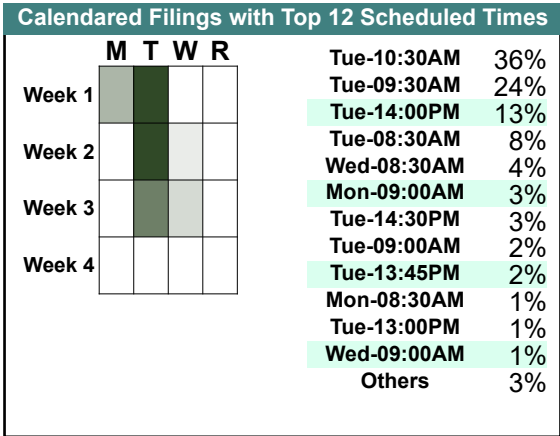 Calendared Filings with Top 12 Scheduled Times
M T W R
Week 1
Week 2
Week 3
Week 4
Tue-10:30AM 36%
Tue-09:30AM 24%
Tue-14:00PM 13%
Tue-08:30AM 8%
Wed-08:30AM 4%
Mon-09:00AM 3%
Tue-14:30PM 3%
Tue-09:00AM 2%
Tue-13:45PM 2%
Mon-08:30AM 1%
Tue-13:00PM 1%
Wed-09:00AM 1%
Others 3%